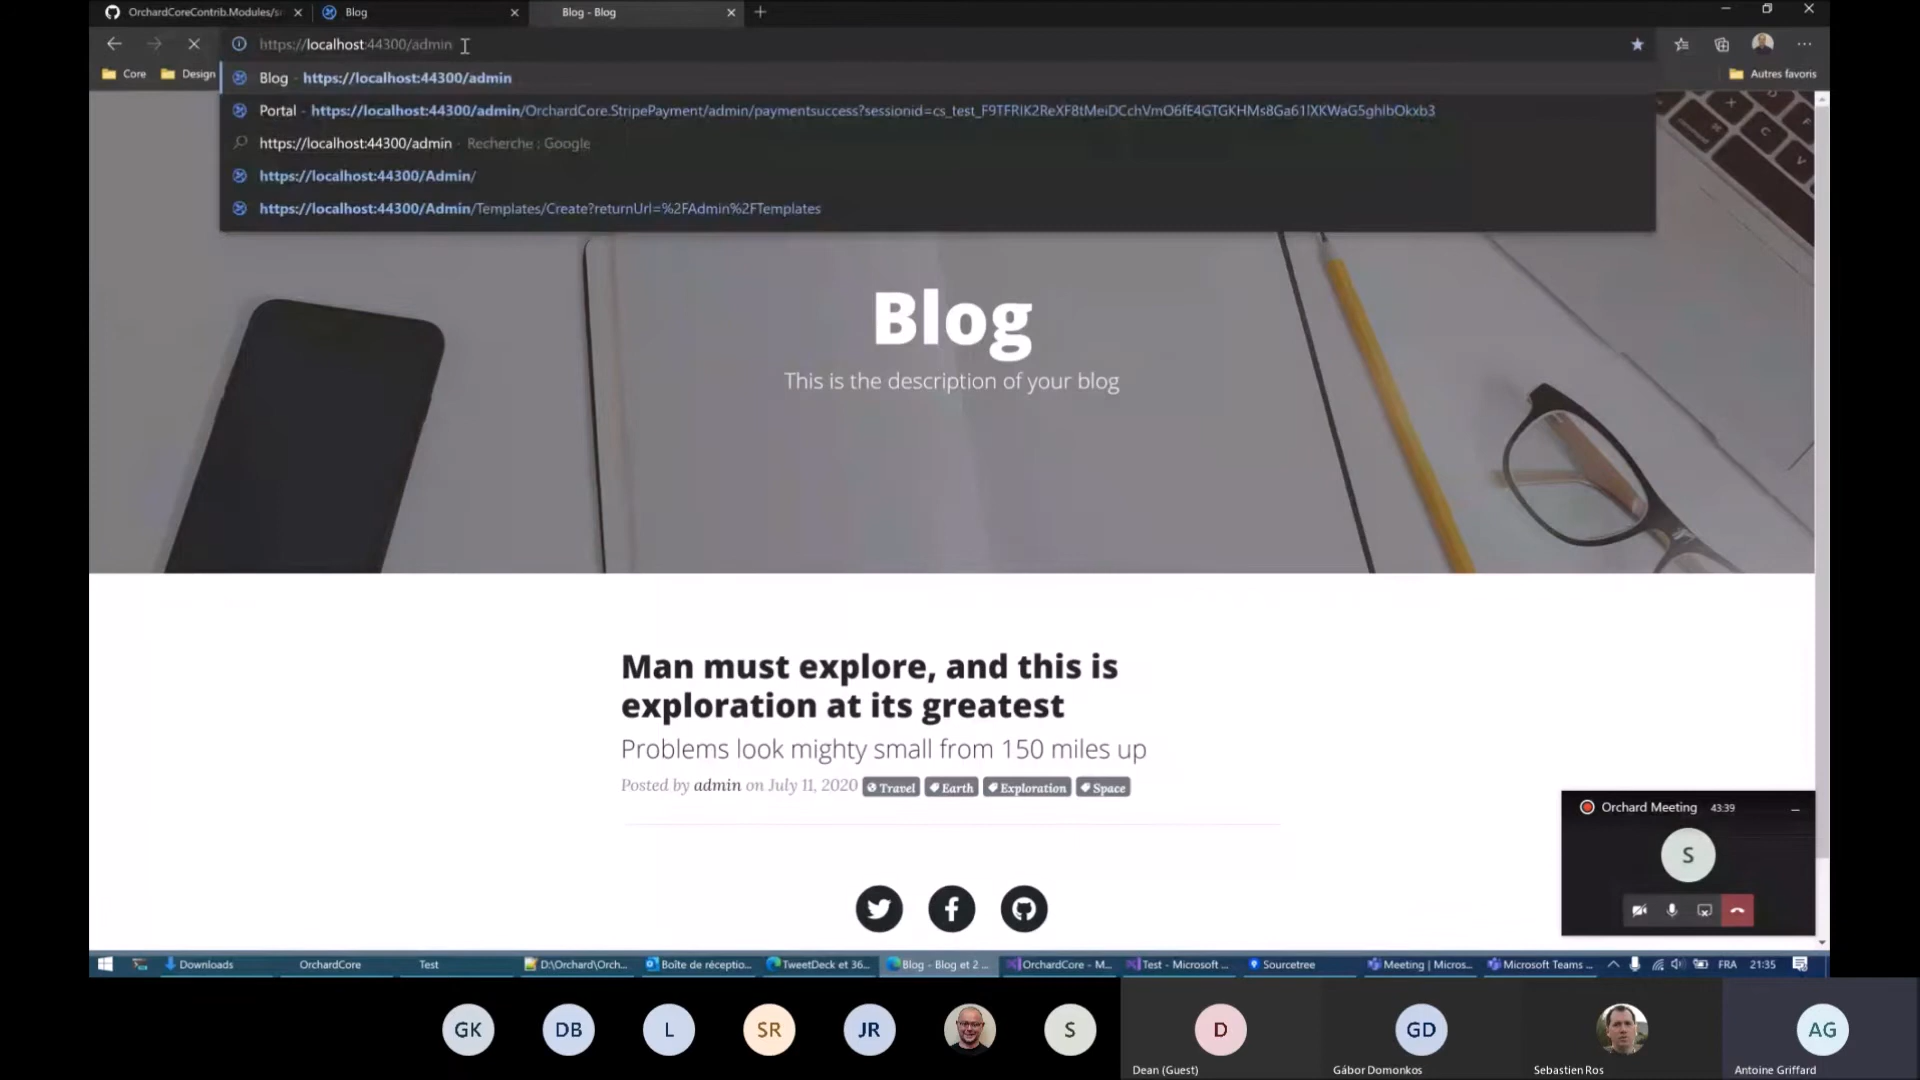 OrchardCoreContrib.Modules/sr
Blog
Blog - Blog
https://localhost:44300/admin
Core
Design
Autres favoris
Blog - https://localhost:44300/admin
Portal - https://localhost:44300/admin/OrchardCore.StripePayment/admin/paymentsuccess?sessionid=
https://localhost:44300/admin - Recherche : Google
https://localhost:44300/Admin/
https://localhost:44300/Admin/Templates/Create?returnUrl=%2FAdmin%2FTemplates
Blog
This is the description of your blog
Man must explore, and this is
exploration at its greatest
Problems look mighty small from 150 miles up
Posted by admin on July 11, 2020 Travel Earth Exploration Space
Orchard Meeting 43:39
S
Downloads OrchardCore Test D:\Orchard\Orch... Boîte de réceptio... TweetDeck et 36... Blog - Blog et 2 ... OrchardCore - M... Test - Microsoft ... Sourcetree Meeting | Micros... Microsoft Teams ... FRA 21:35
GK DB L SR JR S D GD AG
Dean (Guest) Gábor Domonkos Sebastien Ros Antoine Griffard